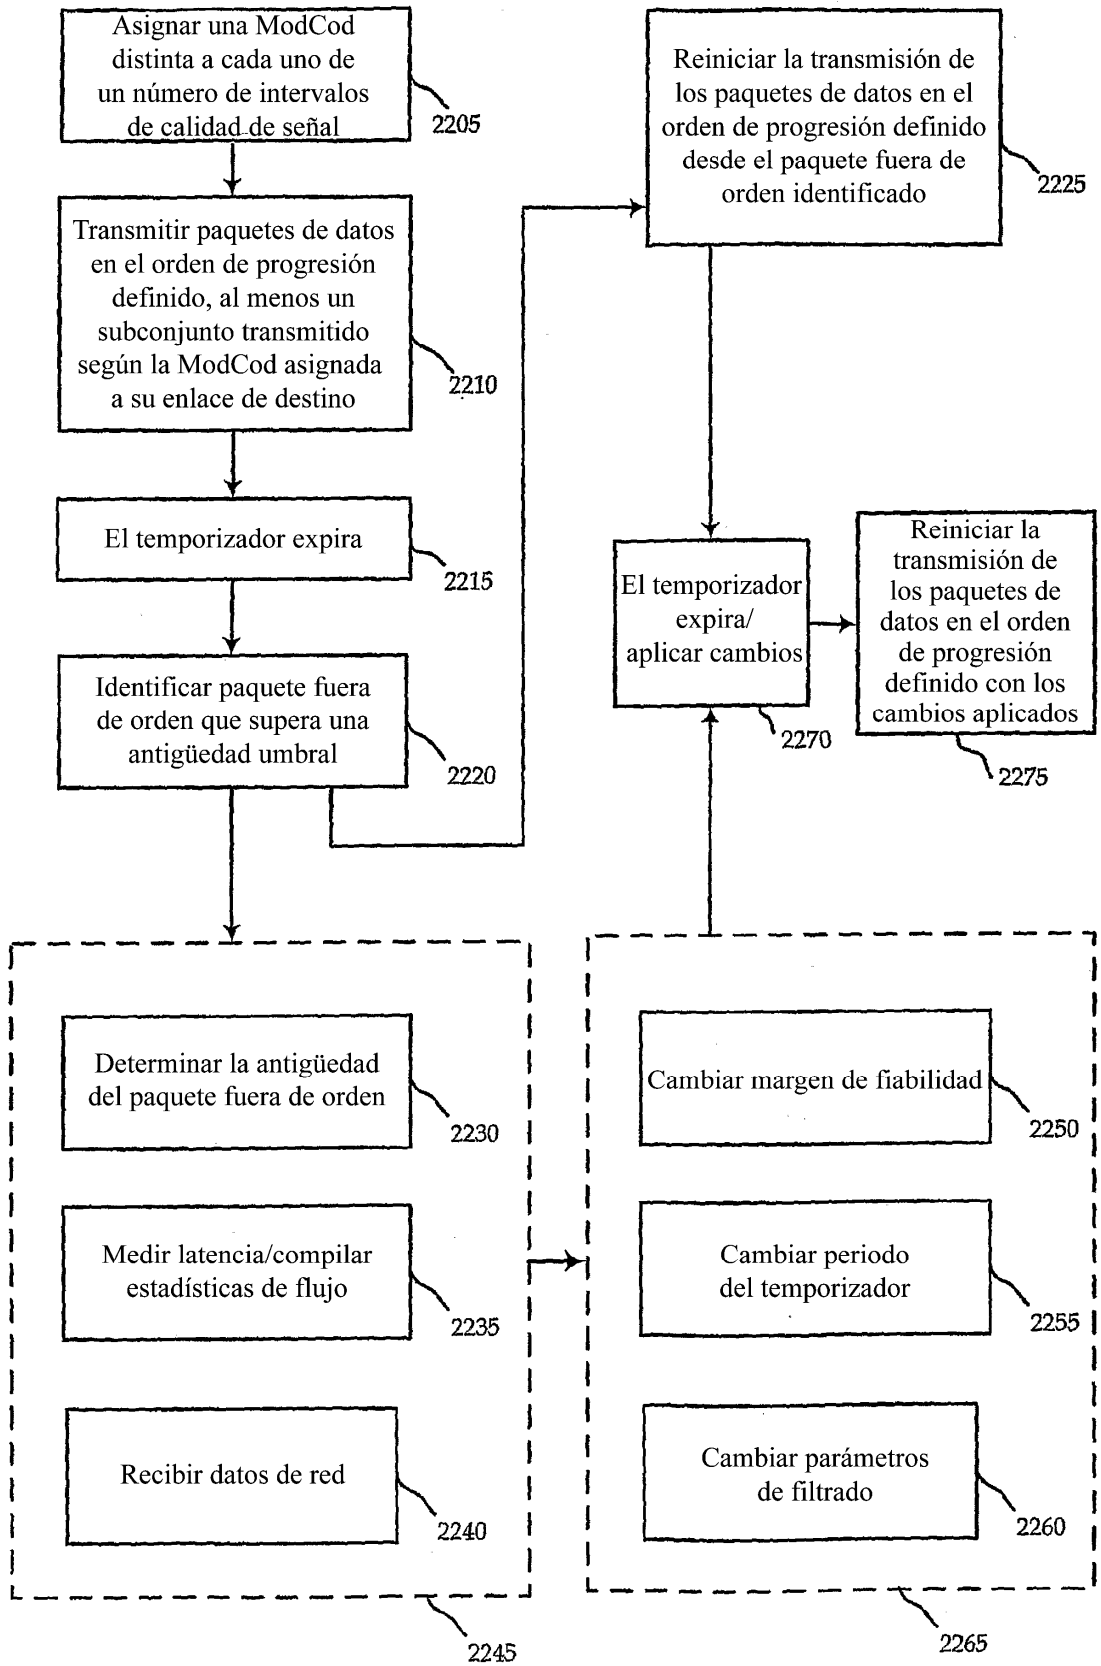 Asignar una ModCod
distinta a cada uno de
un número de intervalos
de calidad de señal
2205
Transmitir paquetes de datos
en el orden de progresión
definido, al menos un
subconjunto transmitido
según la ModCod asignada
a su enlace de destino
2210
El temporizador expira
2215
Identificar paquete fuera
de orden que supera una
antigüedad umbral
2220
Reiniciar la transmisión de
los paquetes de datos en el
orden de progresión definido
desde el paquete fuera de
orden identificado
2225
El temporizador
expira/
aplicar cambios
2270
Reiniciar la
transmisión de
los paquetes de
datos en el orden
de progresión
definido con los
cambios aplicados
2275
Determinar la antigüedad
del paquete fuera de orden
2230
Medir latencia/compilar
estadísticas de flujo
2235
Recibir datos de red
2240
2245
Cambiar margen de fiabilidad
2250
Cambiar periodo
del temporizador
2255
Cambiar parámetros
de filtrado
2260
2265